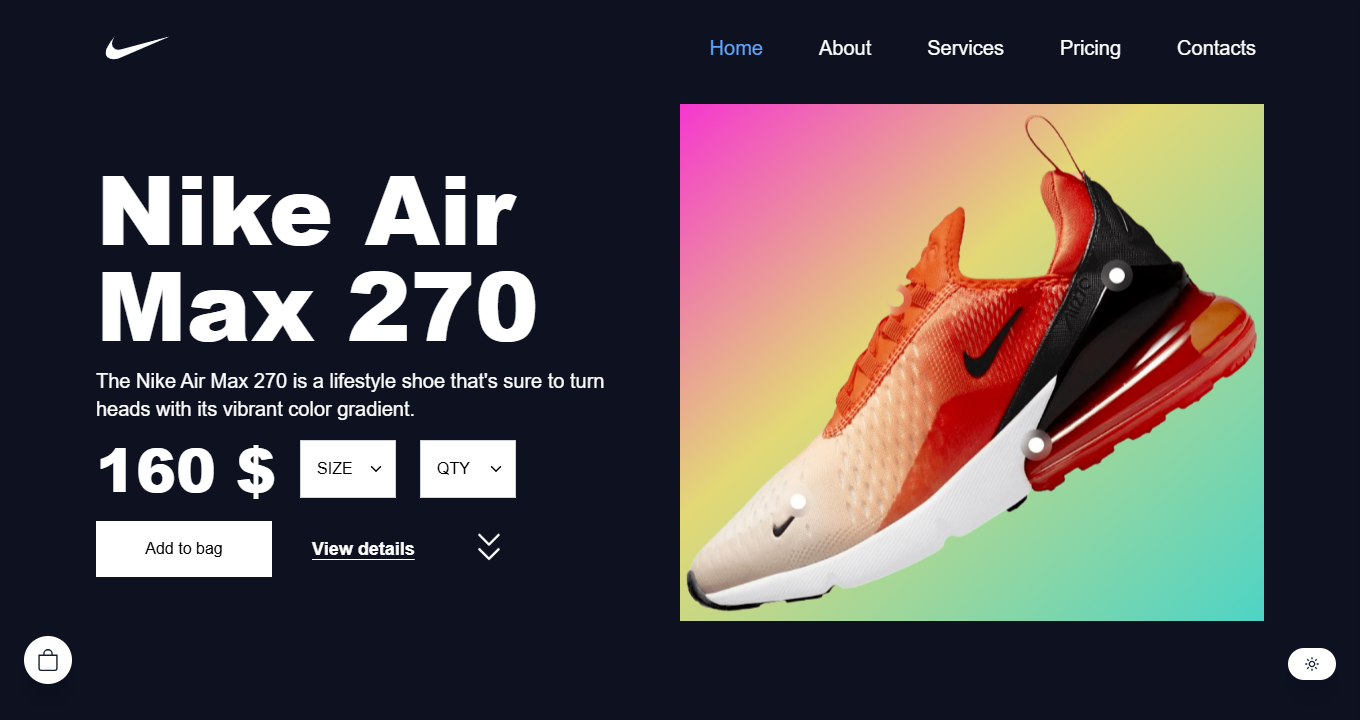 Home About Services Pricing Contacts
Nike Air
Max 270
The Nike Air Max 270 is a lifestyle shoe that's sure to turn
heads with its vibrant color gradient.
160 $ SIZE QTY
Add to bag View details